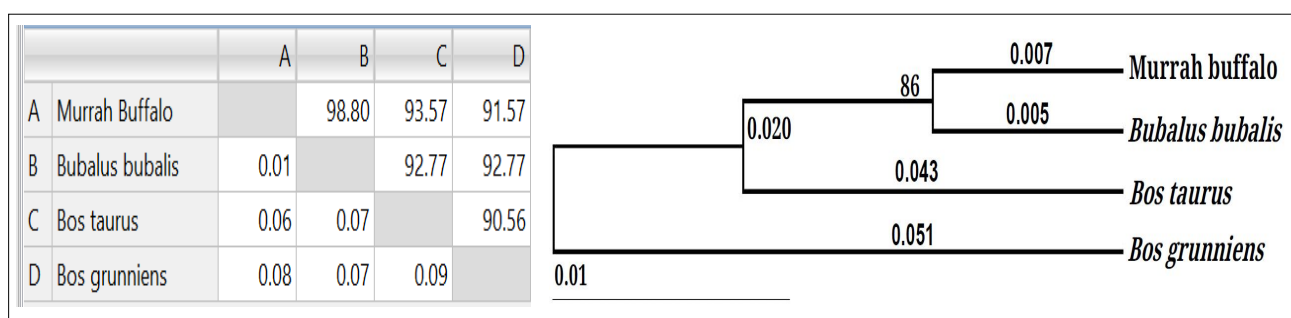 A B C D
A Murrah Buffalo 98.80 93.57 91.57
B Bubalus bubalis 0.01 92.77 92.77
C Bos taurus 0.06 0.07 90.56
D Bos grunniens 0.08 0.07 0.09
0.007
Murrah buffalo
86
0.005
Bubalus bubalis
0.020
0.043
Bos taurus
0.051
Bos grunniens
0.01